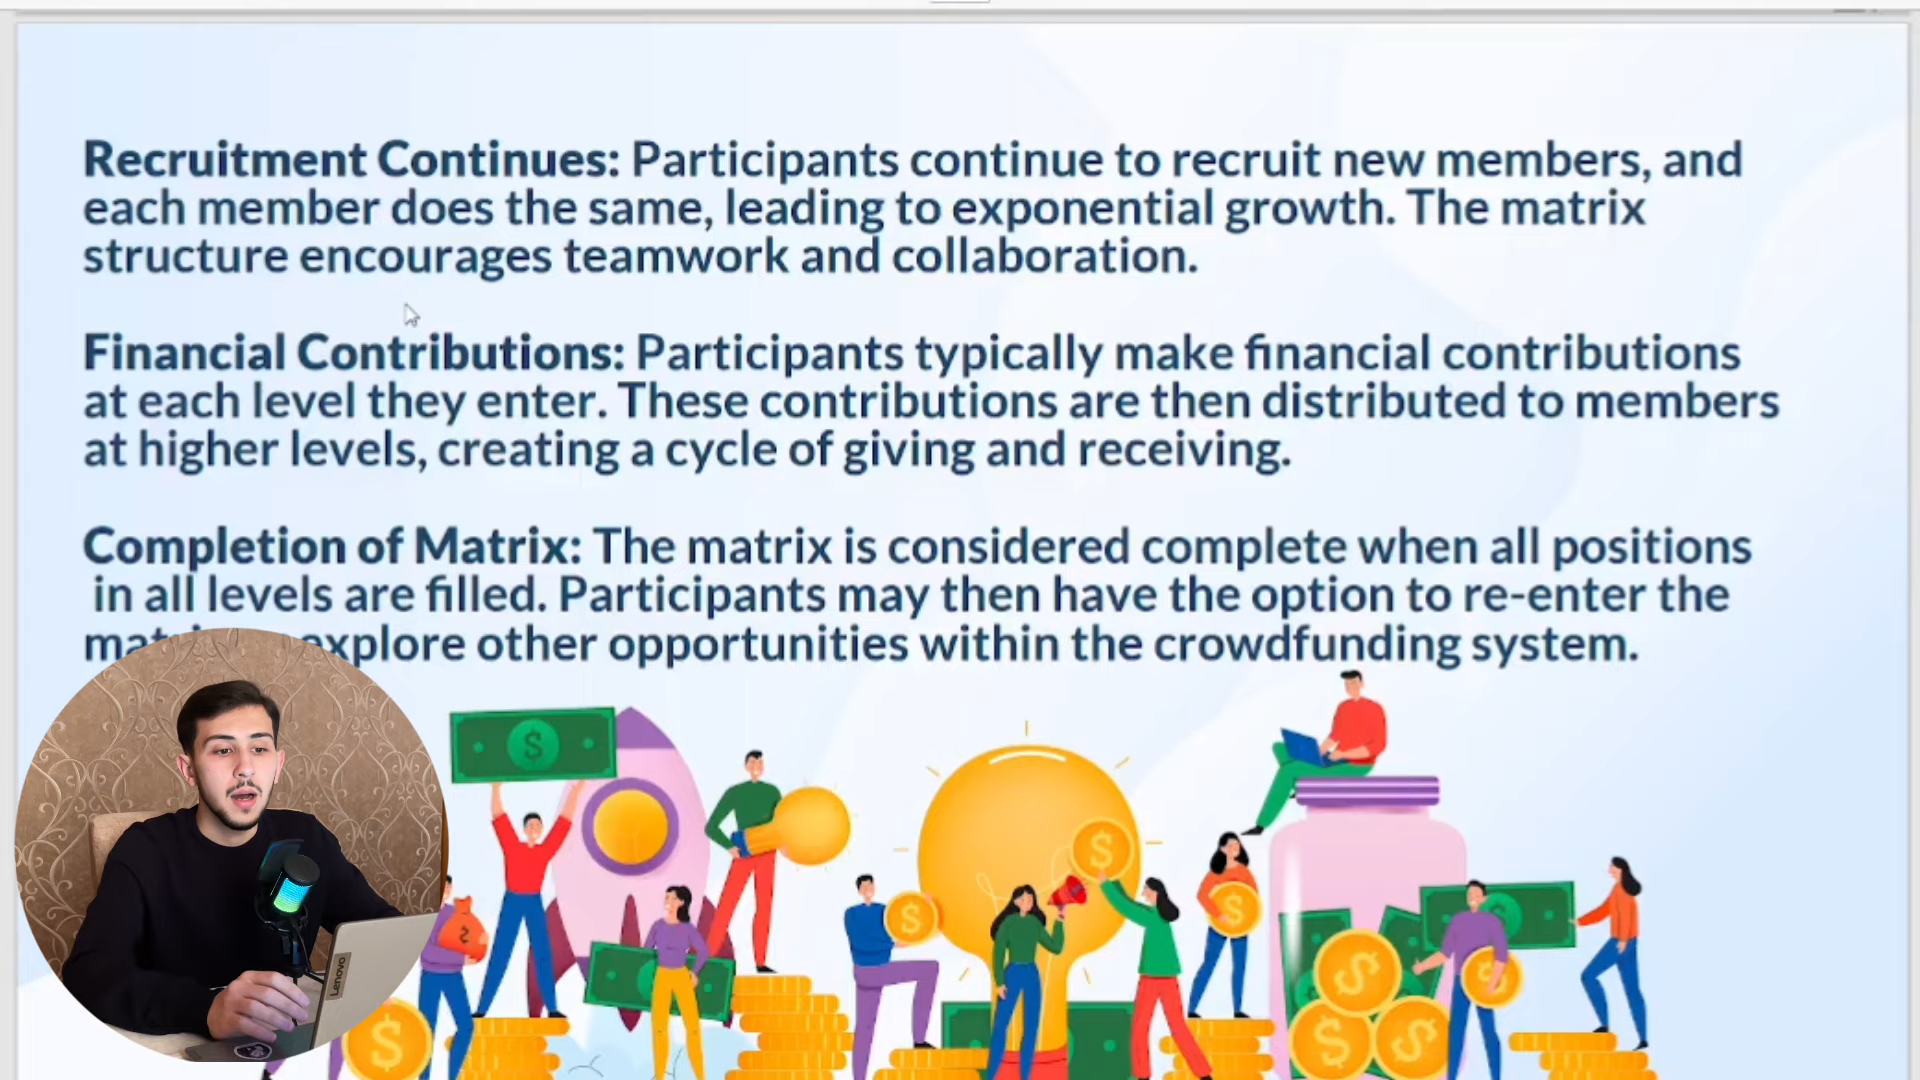 Recruitment Continues: Participants continue to recruit new members, and
each member does the same, leading to exponential growth. The matrix
structure encourages teamwork and collaboration.
Financial Contributions: Participants typically make financial contributions
at each level they enter. These contributions are then distributed to members
at higher levels, creating a cycle of giving and receiving.
Completion of Matrix: The matrix is considered complete when all positions
in all levels are filled. Participants may then have the option to re-enter the
explore other opportunities within the crowdfunding system.
Lenovo